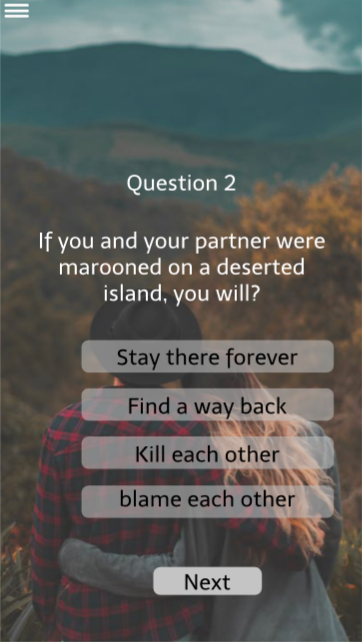 Question 2
If you and your partner were
marooned on a deserted
island, you will?
Stay there forever
Find a way back
Kill each other
blame each other
Next